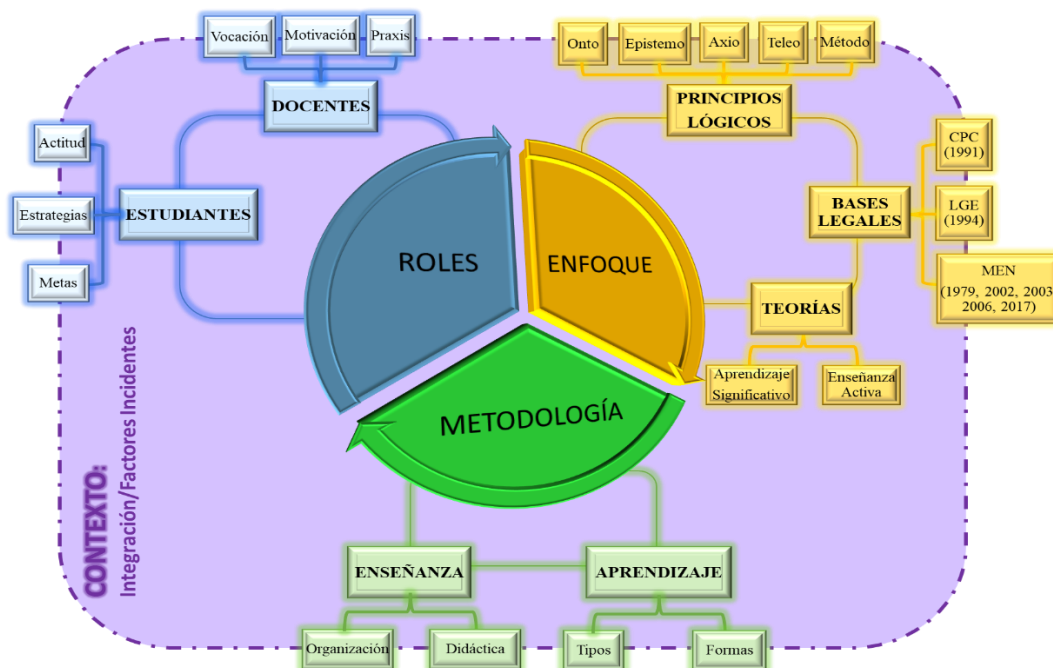 Vocación
Motivación
Praxis
DOCENTES
Actitud
Estrategias
Metas
ESTUDIANTES
ROLES
Onto
Epistemo
Axio
Teleo
Método
PRINCIPIOS
LÓGICOS
CPC
(1991)
LGE
(1994)
MEN
(1979, 2002, 2003
2006, 2017)
BASES
LEGALES
ENFOQUE
TEORÍAS
Aprendizaje
Significativo
Enseñanza
Activa
METODOLOGÍA
ENSEÑANZA
APRENDIZAJE
Organización
Didáctica
Tipos
Formas
CONTEXTO:
Integración/Factores Incidentes